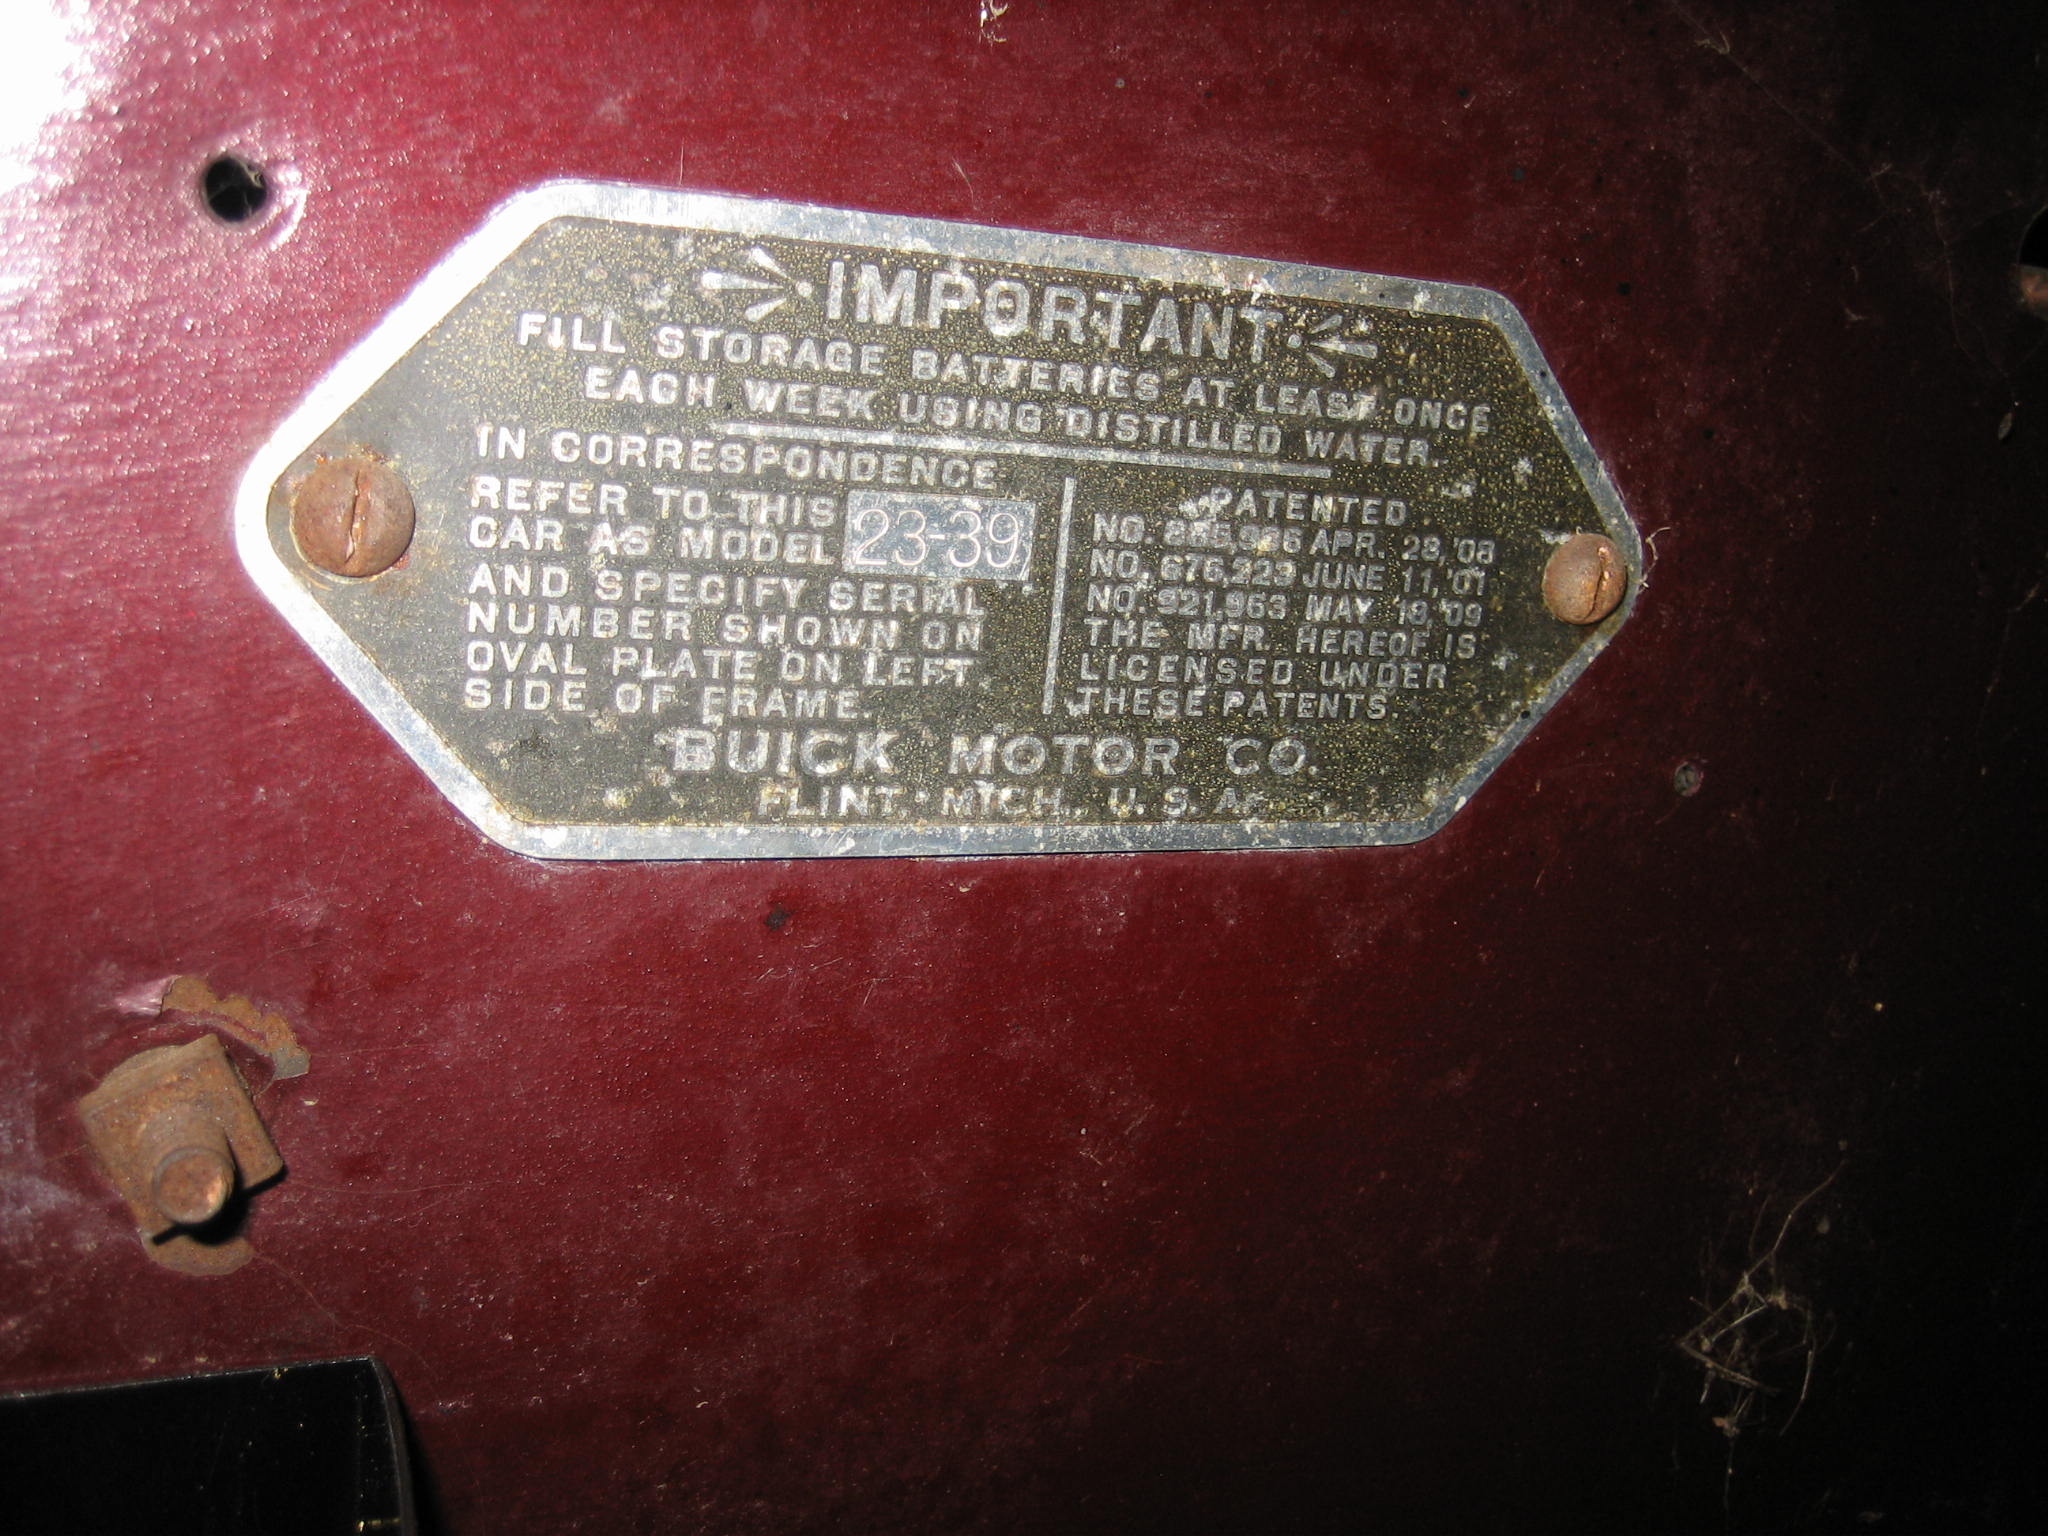 IMPORTANT
FILL STORAGE BATTERIES AT LEAST ONCE
EACH WEEK USING DISTILLED WATER.
IN CORRESPONDENCE
REFER TO THIS
CAR AS MODEL 23-39
AND SPECIFY SERIAL
NUMBER SHOWN ON
OVAL PLATE ON LEFT
SIDE OF FRAME.
PATENTED
NO. APR. 28, '08
NO. 676,223 JUNE 11, '01
NO. 921,963 MAY 18, '09
THE MFR. HEREOF IS
LICENSED UNDER
THESE PATENTS.
BUICK MOTOR CO.
FLINT. MICH., U. S. A.